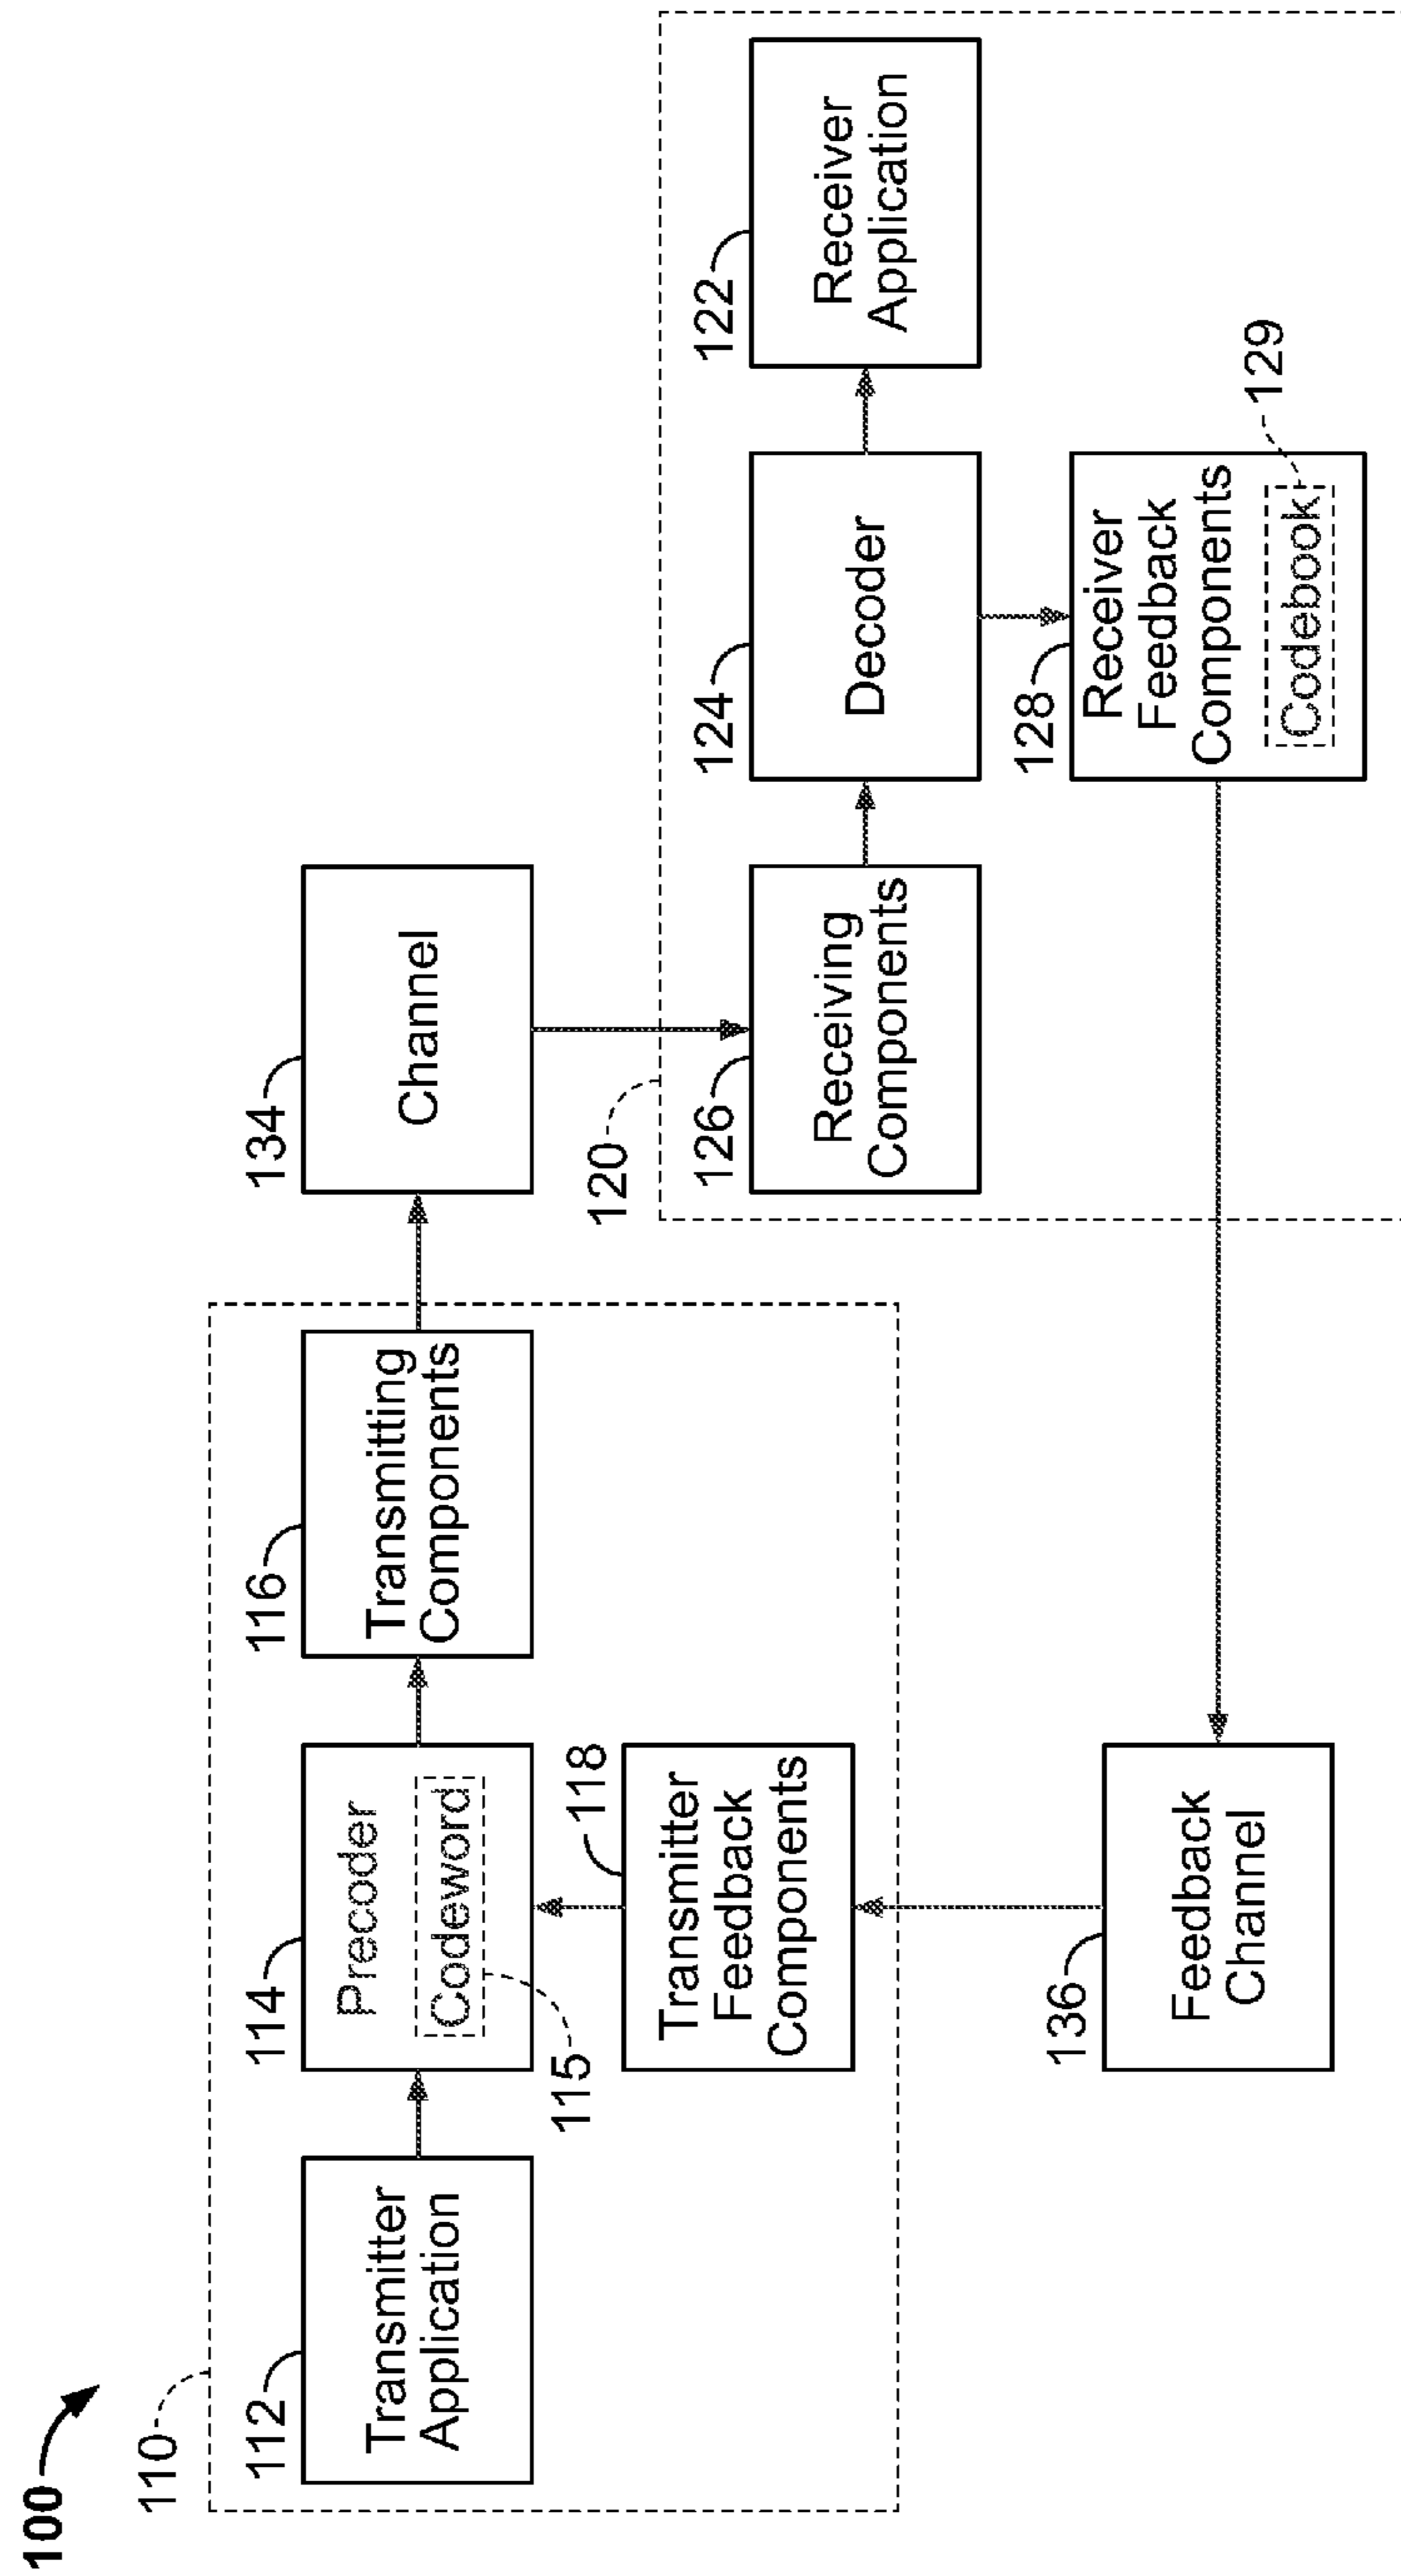 100
110
112
Transmitter
Application
114
Precoder
Codeword
115
116
Transmitting
Components
118
Transmitter
Feedback
Components
134
Channel
136
Feedback
Channel
120
126
Receiving
Components
124
Decoder
122
Receiver
Application
128
Receiver
Feedback
Components
Codebook
129